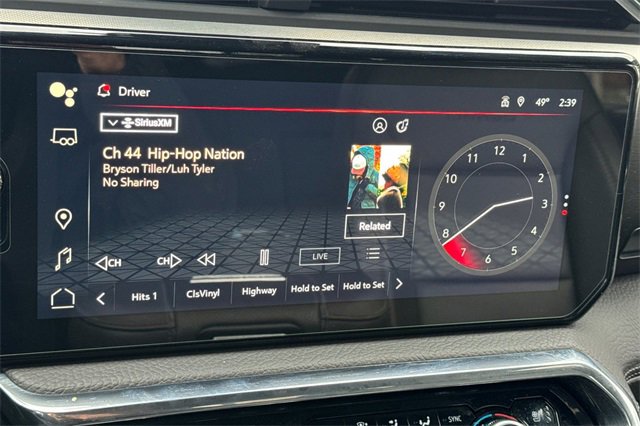 Driver
49° 2:39
SiriusXM
Ch 44 Hip-Hop Nation
Bryson Tiller/Luh Tyler
No Sharing
Related
CH CH LIVE
Hits 1 ClsVinyl Highway Hold to Set Hold to Set
12
11 1
10 2
9 3
8 4
7 5
6
SYNC